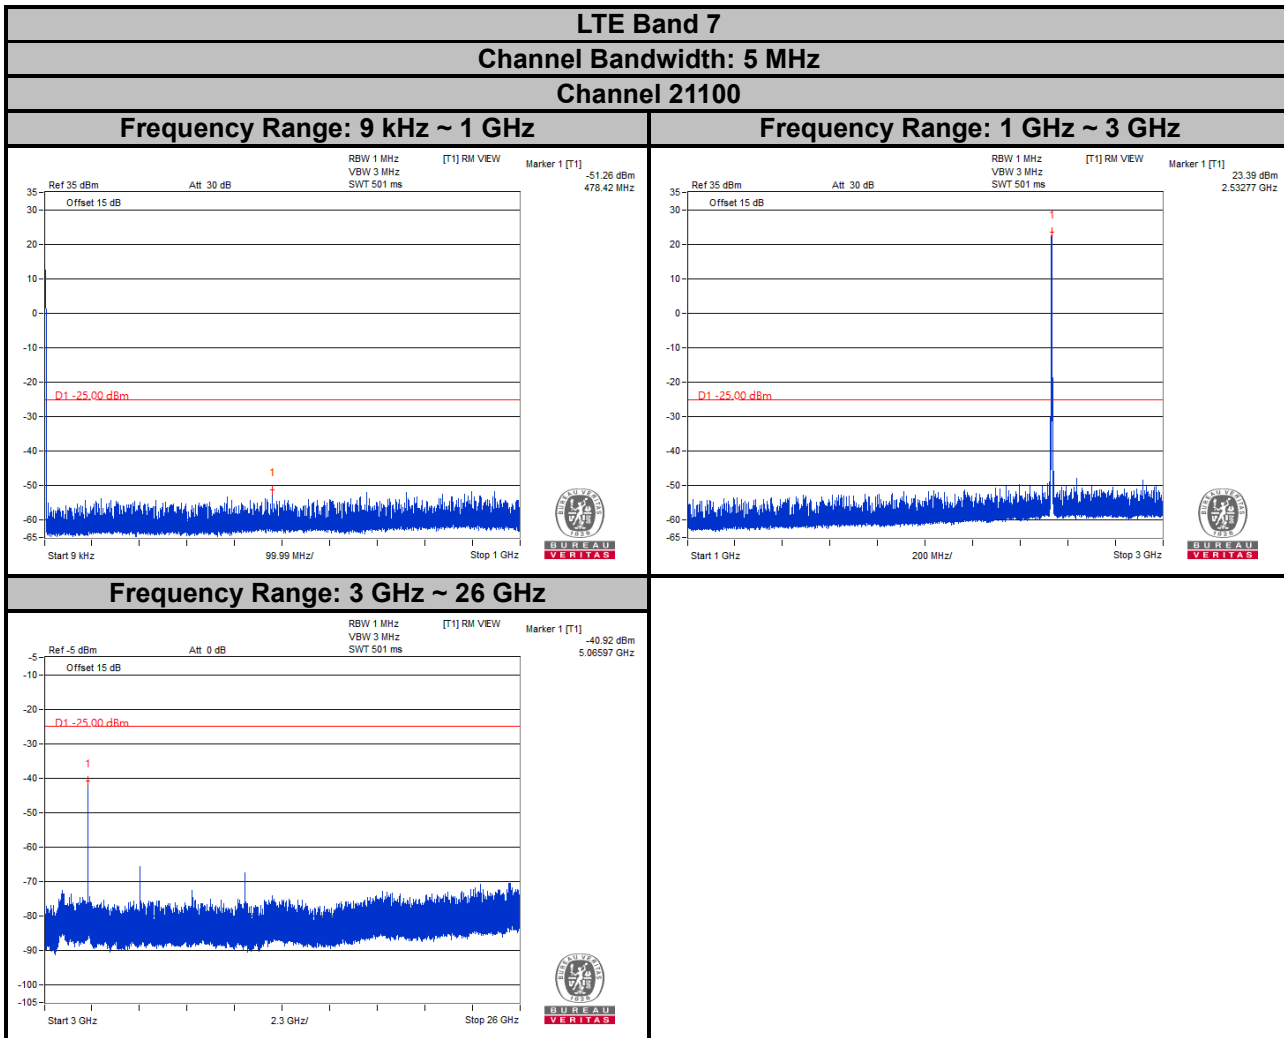 LTE Band 7
Channel Bandwidth: 5 MHz
Channel 21100
Frequency Range: 9 kHz ~ 1 GHz
RBW 1 MHz
[T1] RM VIEW
Marker 1 [T1]
VBW 3 MHz
-51.26 dBm
Ref 35 dBm
Att 30 dB
SWT 501 ms
478.42 MHz
Offset 15 dB
35
30
20
10
0
-10
-20
D1 -25.00 dBm
-30
-40
1
-50
-60
-65
Start 9 kHz
99.99 MHz/
Stop 1 GHz
BUREAU VERITAS
1828
BUREAU
VERITAS
Frequency Range: 1 GHz ~ 3 GHz
RBW 1 MHz
[T1] RM VIEW
Marker 1 [T1]
VBW 3 MHz
23.39 dBm
Ref 35 dBm
Att 30 dB
SWT 501 ms
2.53277 GHz
Offset 15 dB
35
30
1
20
10
0
-10
-20
D1 -25.00 dBm
-30
-40
-50
-60
-65
Start 1 GHz
200 MHz/
Stop 3 GHz
BUREAU VERITAS
1828
BUREAU
VERITAS
Frequency Range: 3 GHz ~ 26 GHz
RBW 1 MHz
[T1] RM VIEW
Marker 1 [T1]
VBW 3 MHz
-40.92 dBm
Ref -5 dBm
Att 0 dB
SWT 501 ms
5.06597 GHz
Offset 15 dB
-5
-10
-20
D1 -25.00 dBm
-30
1
-40
-50
-60
-70
-80
-90
-100
-105
Start 3 GHz
2.3 GHz/
Stop 26 GHz
BUREAU VERITAS
1828
BUREAU
VERITAS